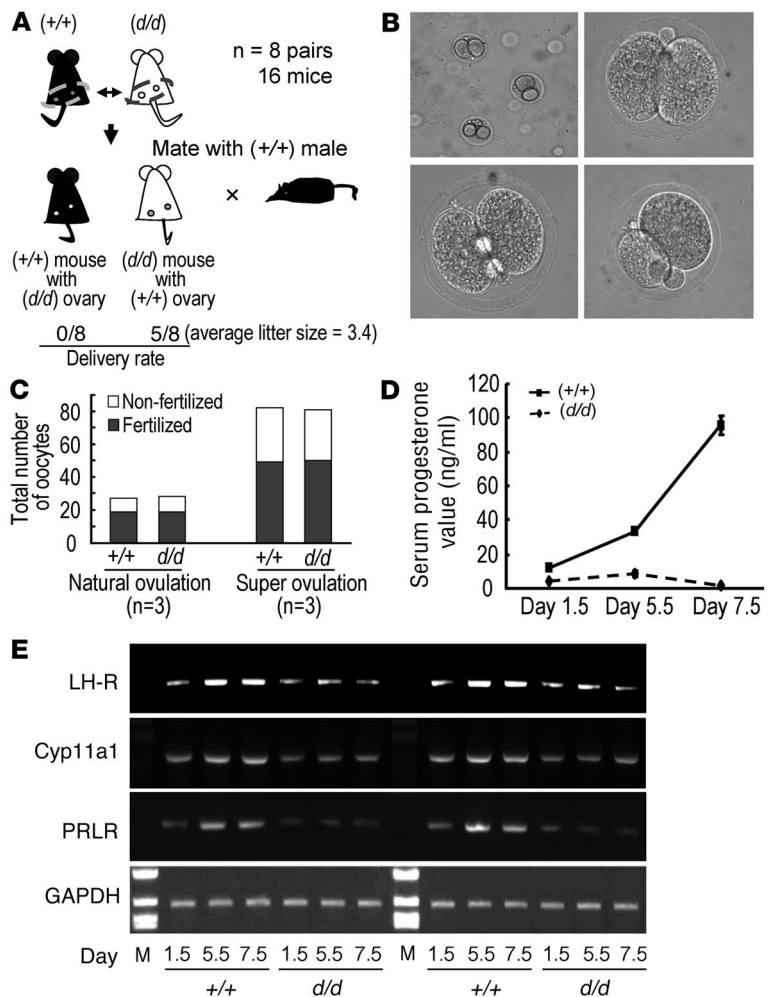 A
(+/+)
(d/d)
n = 8 pairs
16 mice
Mate with (+/+) male
×
(+/+) mouse
with
(d/d) ovary
(d/d) mouse
with
(+/+) ovary
0/8
5/8 (average litter size = 3.4)
Delivery rate
B
C
Total number
of oocytes
80
60
40
20
0
Non-fertilized
Fertilized
+/+
d/d
+/+
d/d
Natural ovulation
(n=3)
Super ovulation
(n=3)
D
Serum progesterone
value (ng/ml)
120
100
80
60
40
20
0
(+/+)
(d/d)
Day 1.5
Day 5.5
Day 7.5
E
LH-R
Cyp11a1
PRLR
GAPDH
Day M 1.5 5.5 7.5 1.5 5.5 7.5 M 1.5 5.5 7.5 1.5 5.5 7.5
+/+ d/d +/+ d/d